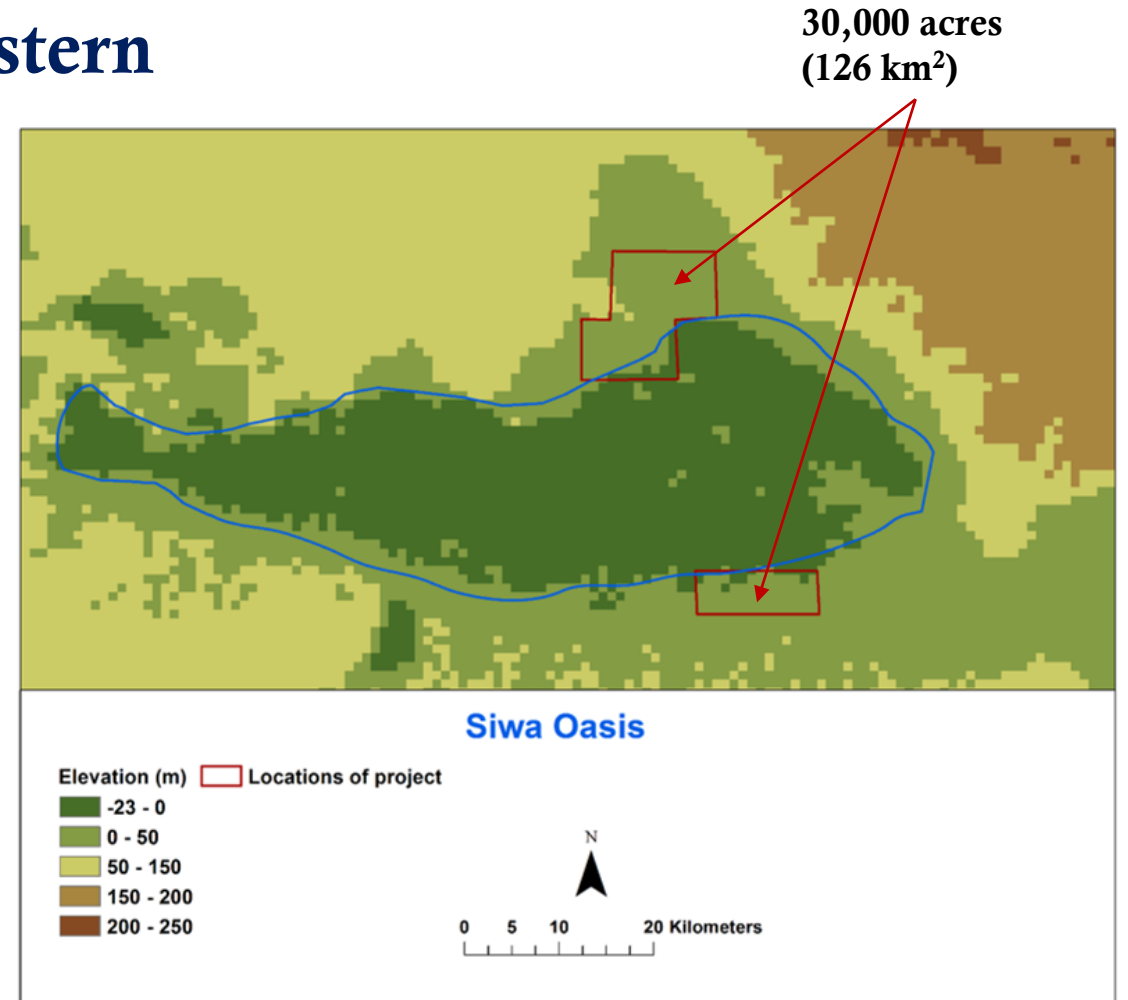 stern
30,000 acres
(126 km²)
Siwa Oasis
Elevation (m) Locations of project
-23 - 0
0 - 50
50 - 150
150 - 200
200 - 250
N
0 5 10 20 Kilometers